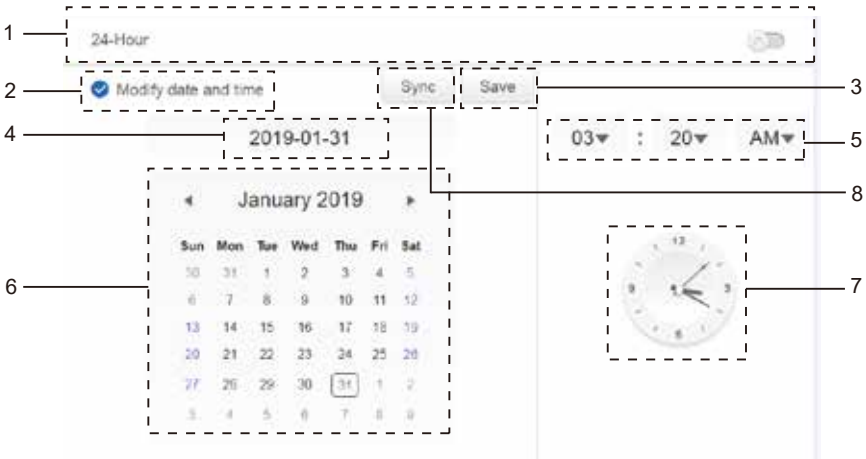 1
24-Hour
2
Modify date and time
Sync
Save
3
4
2019-01-31
03 : 20 AM
5
8
January 2019
Sun Mon Tue Wed Thu Fri Sat
30 31 1 2 3 4 5
6 7 8 9 10 11 12
13 14 15 16 17 18 19
20 21 22 23 24 25 26
27 28 29 30 31 1 2
3 4 5 6 7 8 9
6
12
9 3
6
7